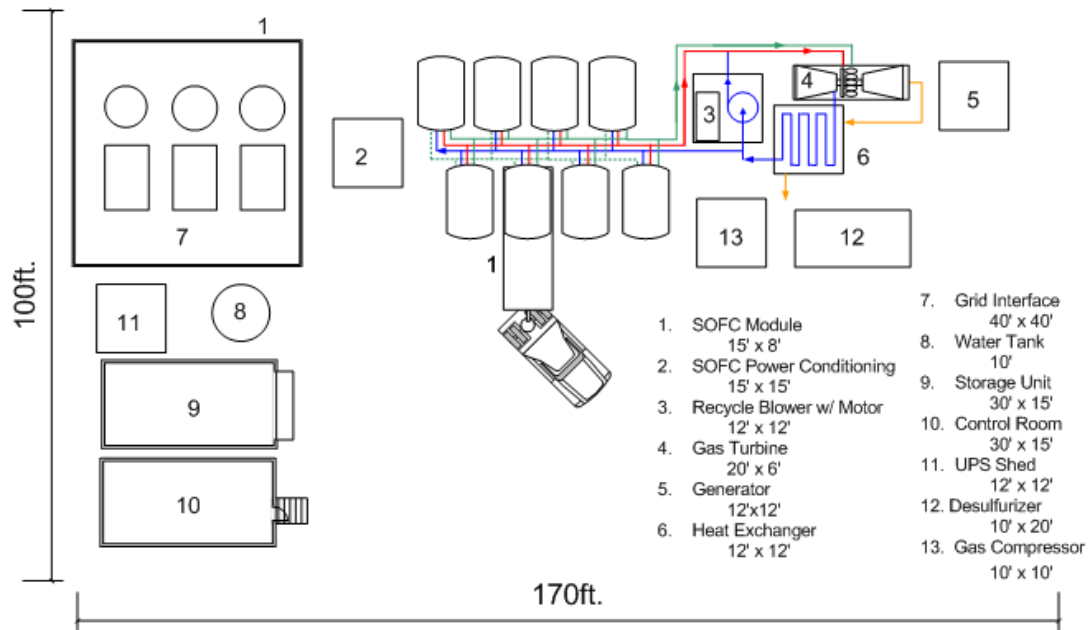 1
7
2
3
4
5
6
13
12
1
11
8
9
10
100ft.
170ft.
1. SOFC Module
15' x 8'
2. SOFC Power Conditioning
15' x 15'
3. Recycle Blower w/ Motor
12' x 12'
4. Gas Turbine
20' x 6'
5. Generator
12'x12'
6. Heat Exchanger
12' x 12'
7. Grid Interface
40' x 40'
8. Water Tank
10'
9. Storage Unit
30' x 15'
10. Control Room
30' x 15'
11. UPS Shed
12' x 12'
12. Desulfurizer
10' x 20'
13. Gas Compressor
10' x 10'